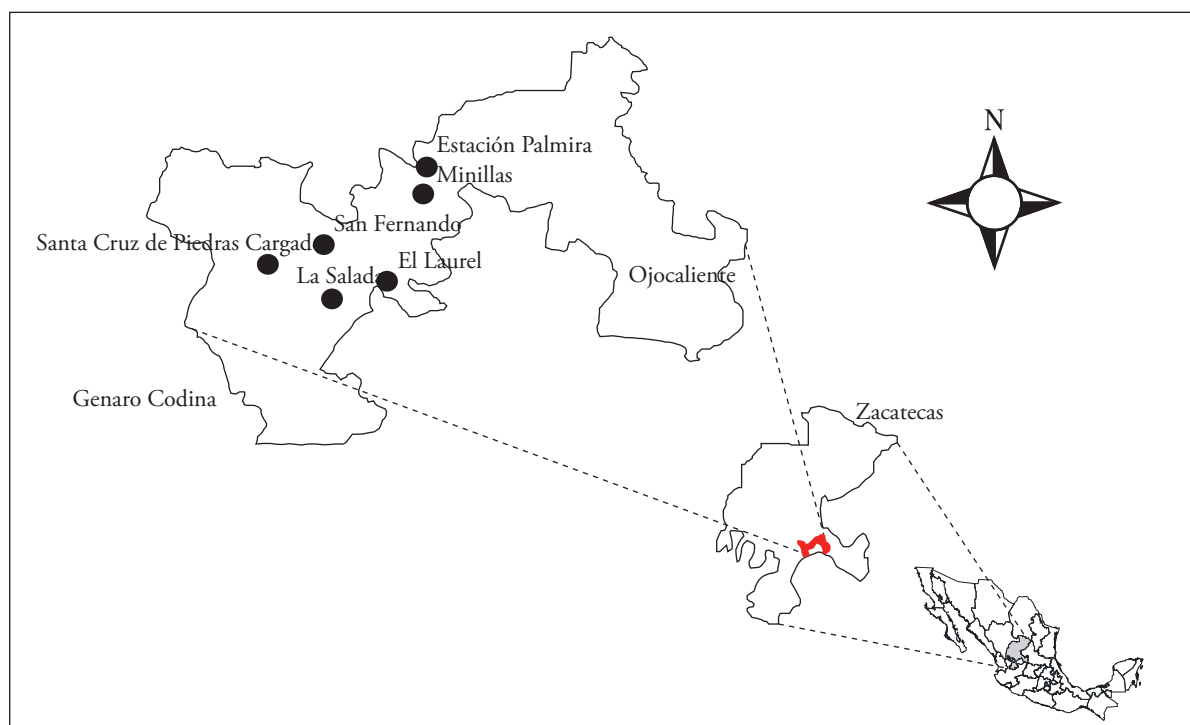 N
Estación Palmira
Minillas
San Fernando
Santa Cruz de Piedras Cargad
El Laurel
La Salada
Ojocaliente
Genaro Codina
Zacatecas